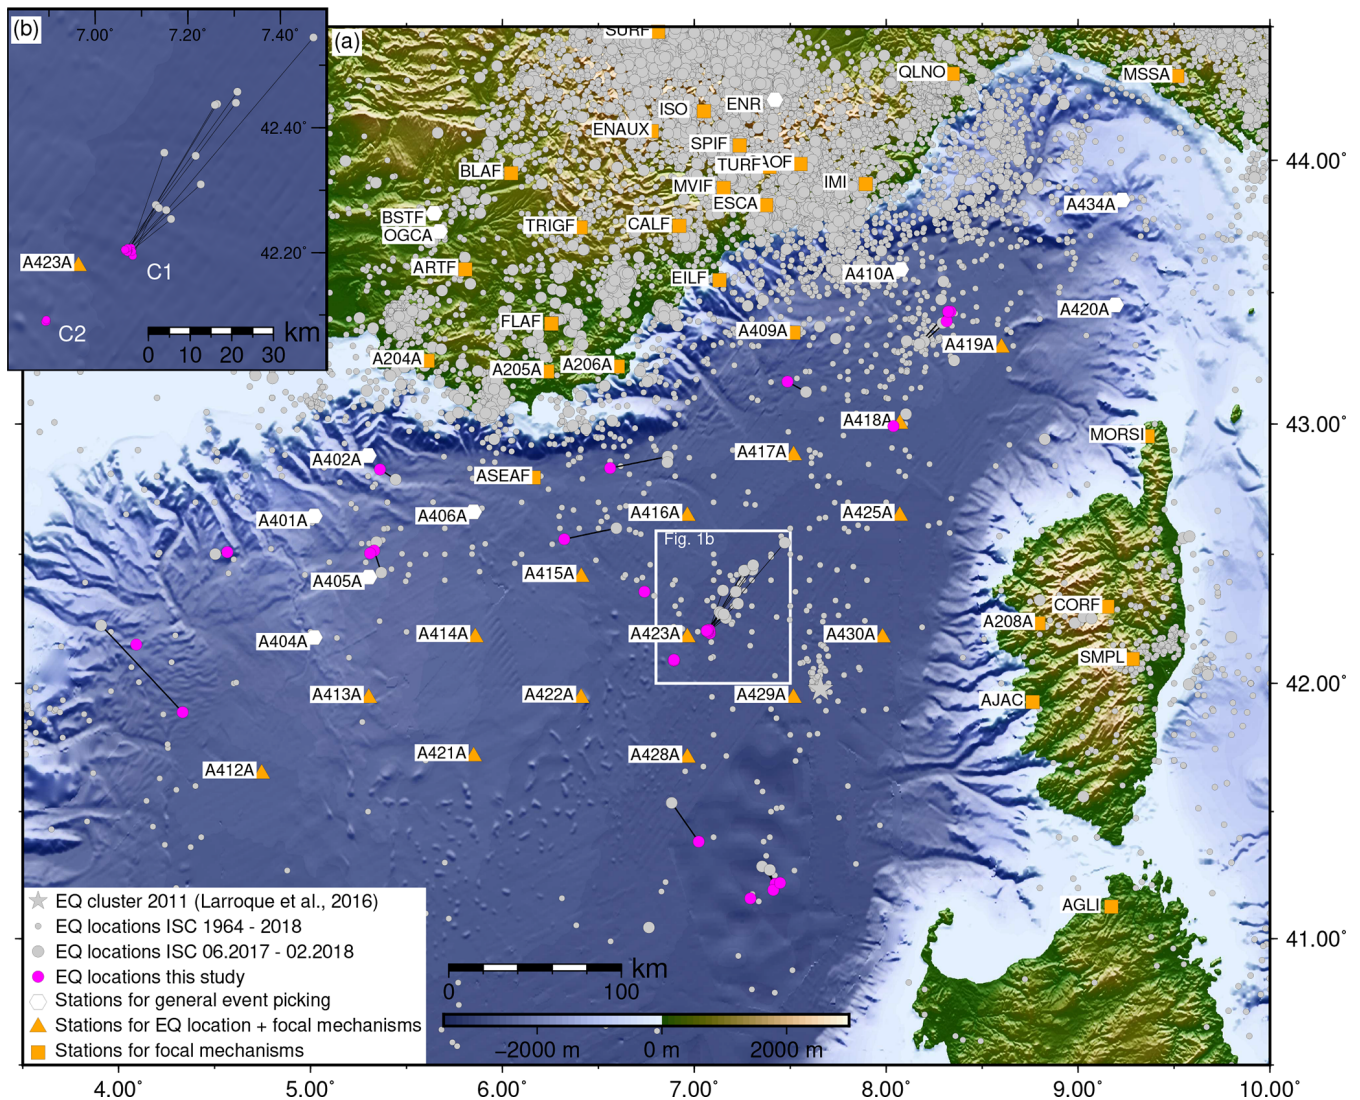 (b)
7.00°
7.20°
7.40°
42.40°
42.20°
A423A
C1
C2
km
0 10 20 30
(a)
SURF
QLNO
MSSA
ISO
ENR
ENAUX
SPIF
TURF
AOF
BLAF
MVIF
IMI
ESCA
BSTF
OGCA
TRIGF
CALF
A434A
ARTF
EILF
A410A
A420A
FLAF
A409A
A419A
A204A
A205A
A206A
A418A
MORSI
A402A
A417A
ASEAF
A401A
A406A
A416A
A425A
Fig. 1b
A405A
A415A
CORF
A208A
A404A
A414A
A423A
A430A
SMPL
A413A
A422A
A429A
AJAC
A412A
A421A
A428A
AGLI
44.00°
43.00°
42.00°
41.00°
EQ cluster 2011 (Larroque et al., 2016)
EQ locations ISC 1964 - 2018
EQ locations ISC 06.2017 - 02.2018
EQ locations this study
Stations for general event picking
Stations for EQ location + focal mechanisms
Stations for focal mechanisms
km
0 100
−2000 m 0 m 2000 m
4.00° 5.00° 6.00° 7.00° 8.00° 9.00° 10.00°